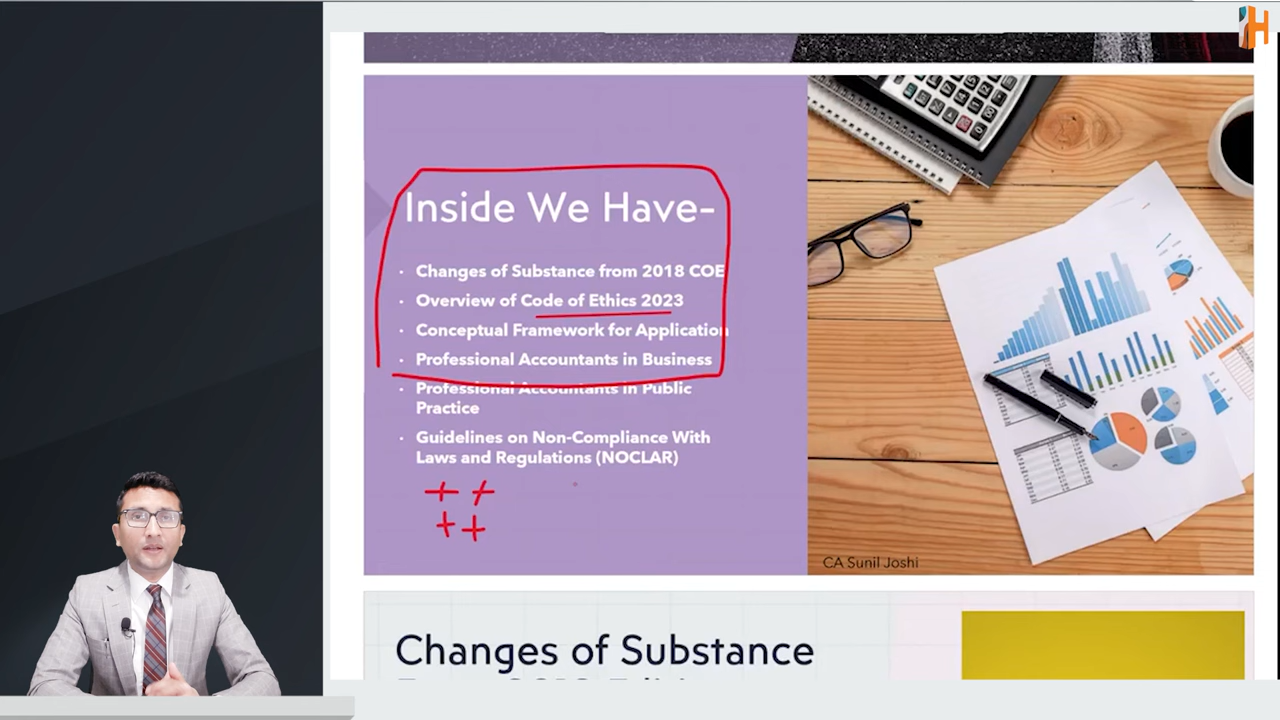 H
Inside We Have-
· Changes of Substance from 2018 COE
· Overview of Code of Ethics 2023
· Conceptual Framework for Application
· Professional Accountants in Business
· Professional Accountants in Public
Practice
· Guidelines on Non-Compliance With
Laws and Regulations (NOCLAR)
++
++
CA Sunil Joshi
Changes of Substance